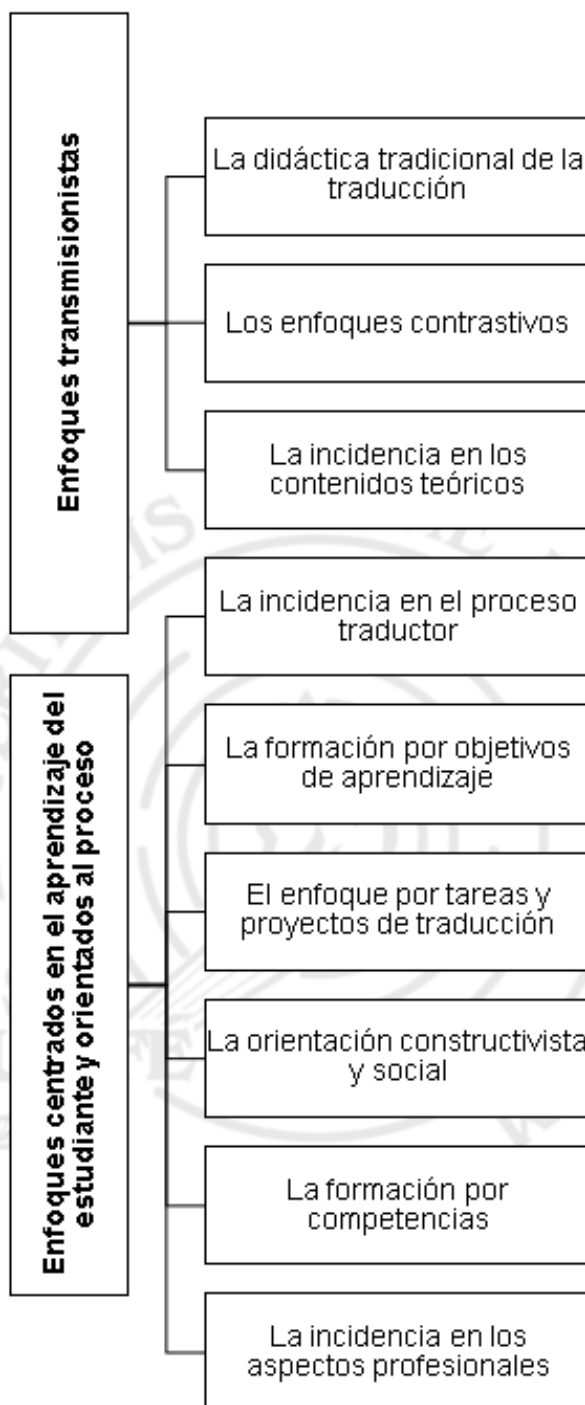 Enfoques transmisionistas
La didáctica tradicional de la
traducción
Los enfoques contrastivos
La incidencia en los
contenidos teóricos
Enfoques centrados en el aprendizaje del
estudiante y orientados al proceso
La incidencia en el proceso
traductor
La formación por objetivos
de aprendizaje
El enfoque por tareas y
proyectos de traducción
La orientación constructivista
y social
La formación por
competencias
La incidencia en los
aspectos profesionales